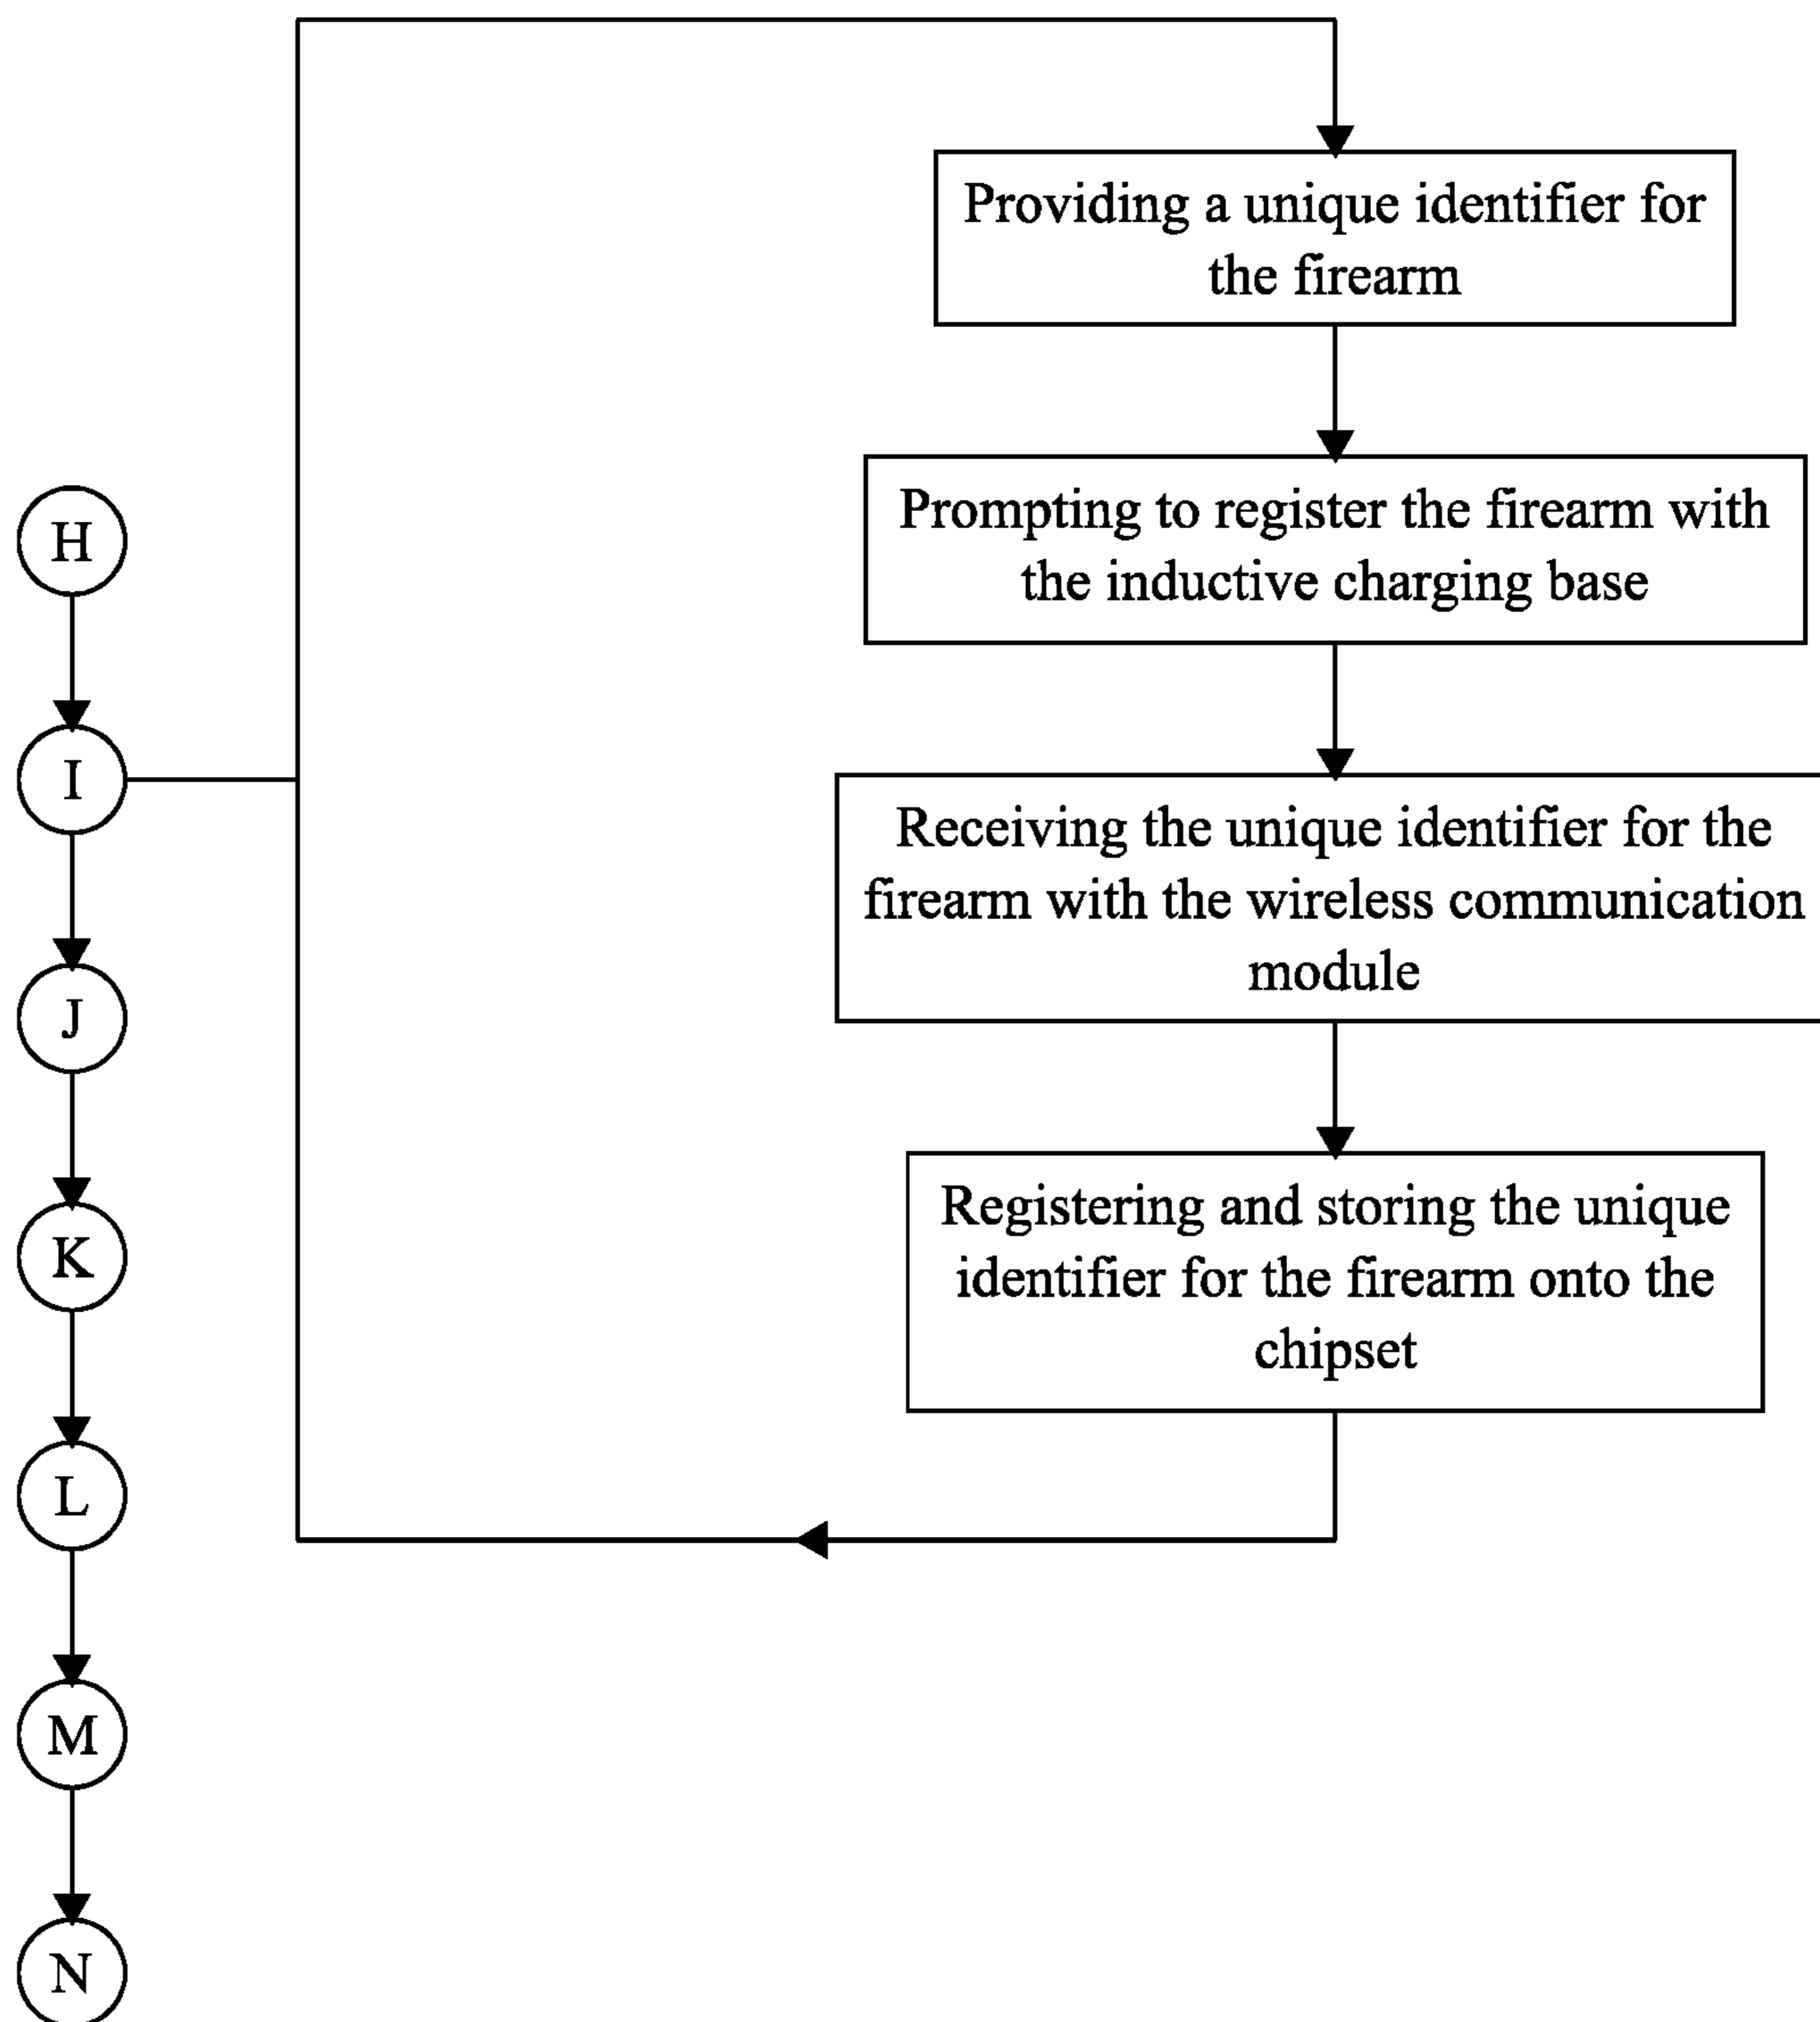 Providing a unique identifier for
the firearm
Prompting to register the firearm with
the inductive charging base
Receiving the unique identifier for the
firearm with the wireless communication
module
Registering and storing the unique
identifier for the firearm onto the
chipset
H
I
J
K
L
M
N